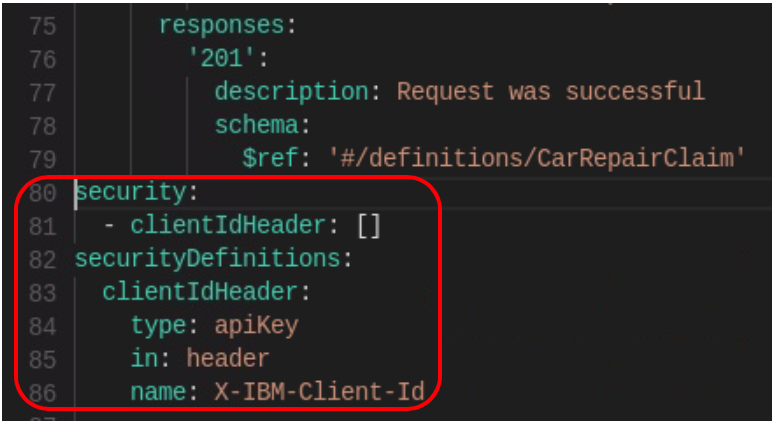 75 responses:
76 '201':
77 description: Request was successful
78 schema:
79 $ref: '#/definitions/CarRepairClaim'
80 security:
81 - clientIdHeader: []
82 securityDefinitions:
83 clientIdHeader:
84 type: apiKey
85 in: header
86 name: X-IBM-Client-Id